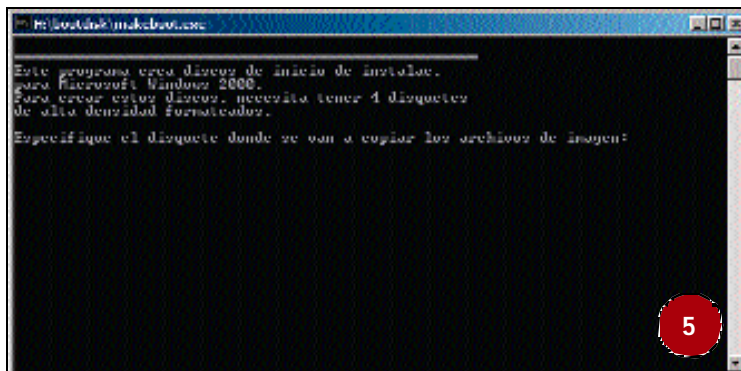 H:\bootdisk\makeboot.exe
Este programa crea discos de inicio de instalac.
para Microsoft Windows 2000.
Para crear estos discos, necesita tener 4 disquetes
de alta densidad formateados.
Especifique el disquete donde se van a copiar los archivos de imagen:
5